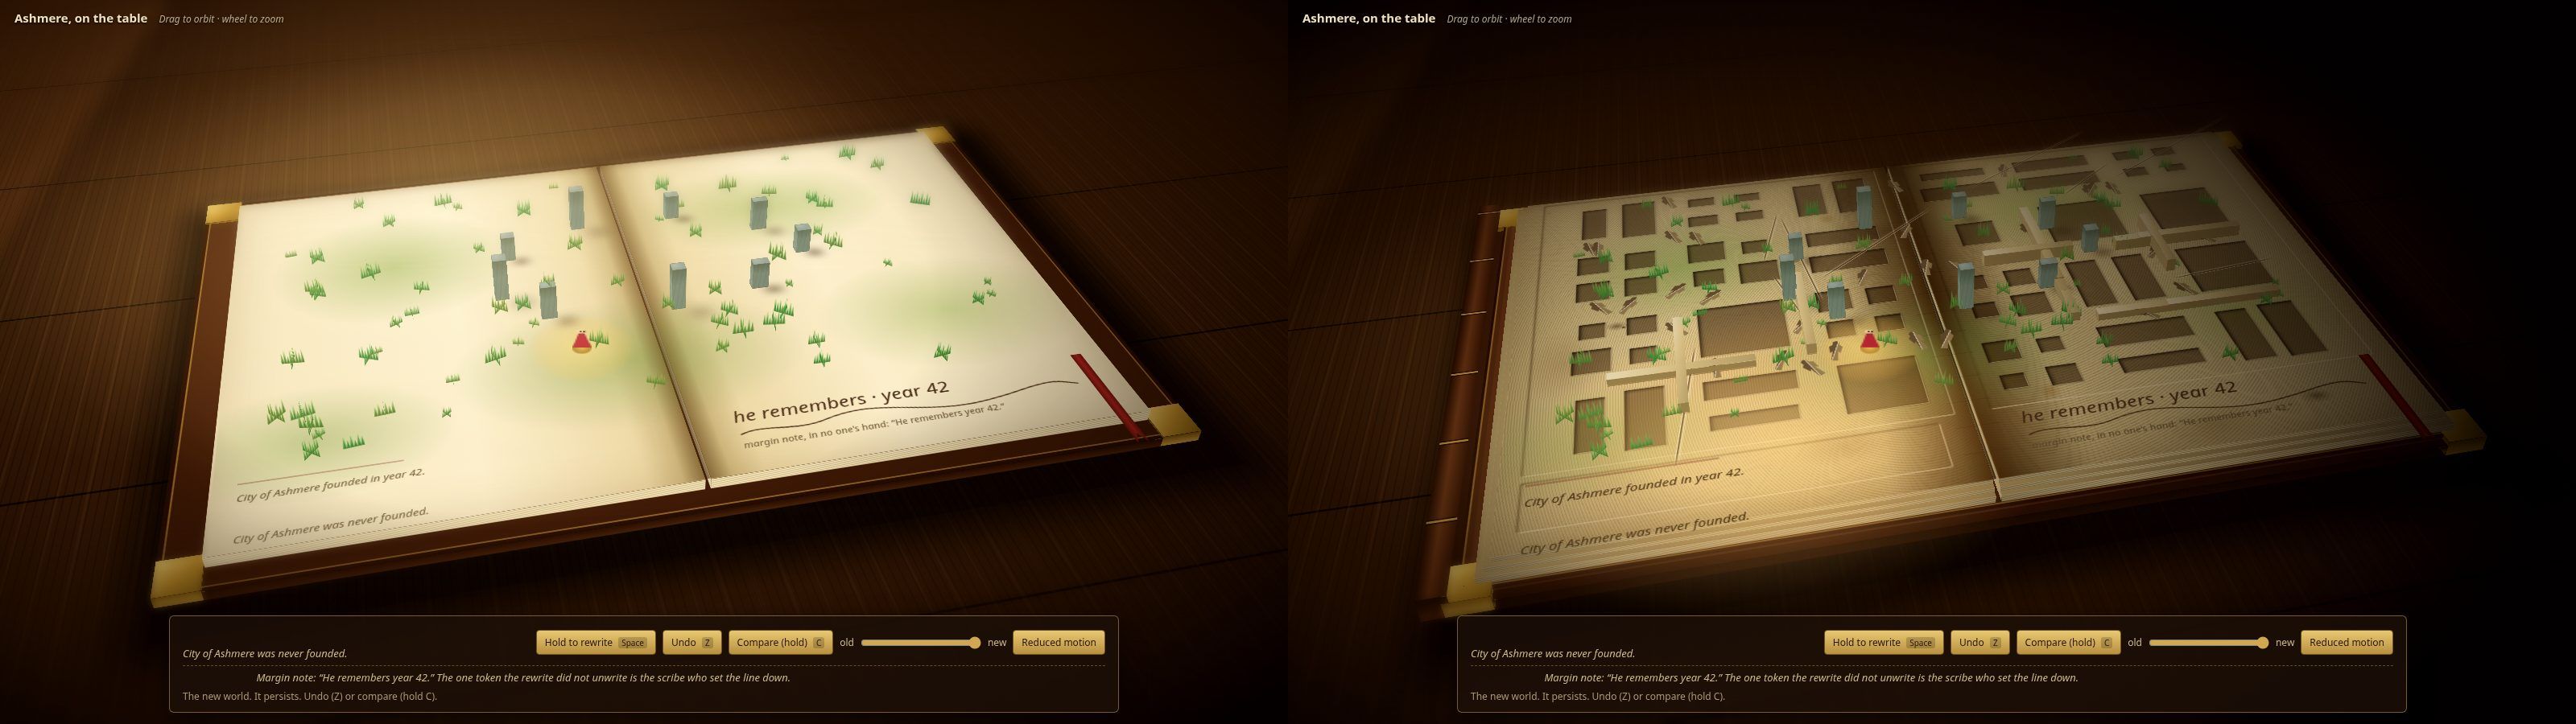 Ashmere, on the table Drag to orbit · wheel to zoom
he remembers · year 42
margin note, in no one's hand: “He remembers year 42.”
City of Ashmere founded in year 42.
City of Ashmere was never founded.
Hold to rewrite Space Undo Z Compare (hold) C old new Reduced motion
City of Ashmere was never founded.
Margin note: “He remembers year 42.” The one token the rewrite did not unwrite is the scribe who set the line down.
The new world. It persists. Undo (Z) or compare (hold C).
Ashmere, on the table Drag to orbit · wheel to zoom
he remembers · year 42
margin note, in no one's hand: “He remembers year 42.”
City of Ashmere founded in year 42.
City of Ashmere was never founded.
Hold to rewrite Space Undo Z Compare (hold) C old new Reduced motion
City of Ashmere was never founded.
Margin note: “He remembers year 42.” The one token the rewrite did not unwrite is the scribe who set the line down.
The new world. It persists. Undo (Z) or compare (hold C).